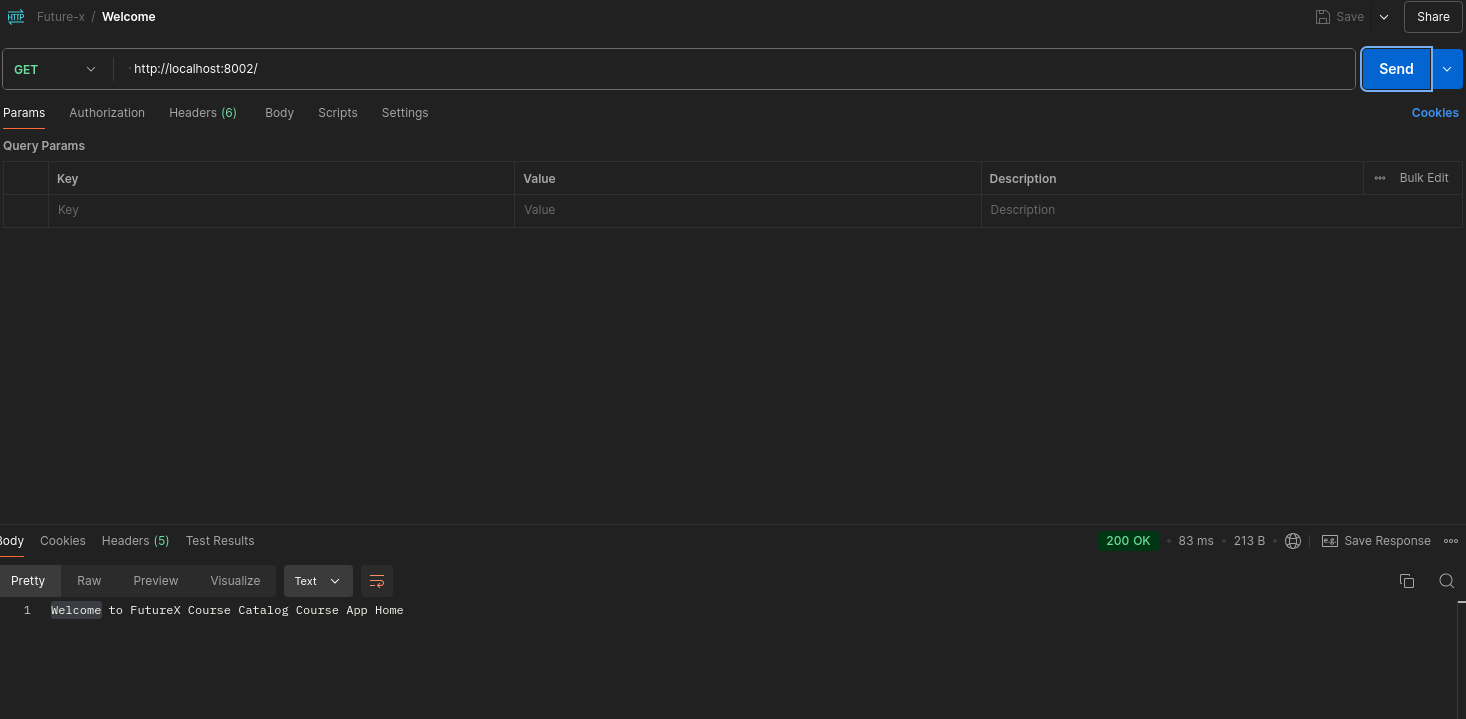 HTTP Future-x / Welcome Save Share
GET http://localhost:8002/ Send
Params Authorization Headers (6) Body Scripts Settings Cookies
Query Params
Key Value Description Bulk Edit
Key Value Description
Body Cookies Headers (5) Test Results 200 OK • 83 ms • 213 B • e.g. Save Response
Pretty Raw Preview Visualize Text
1 Welcome to FutureX Course Catalog Course App Home